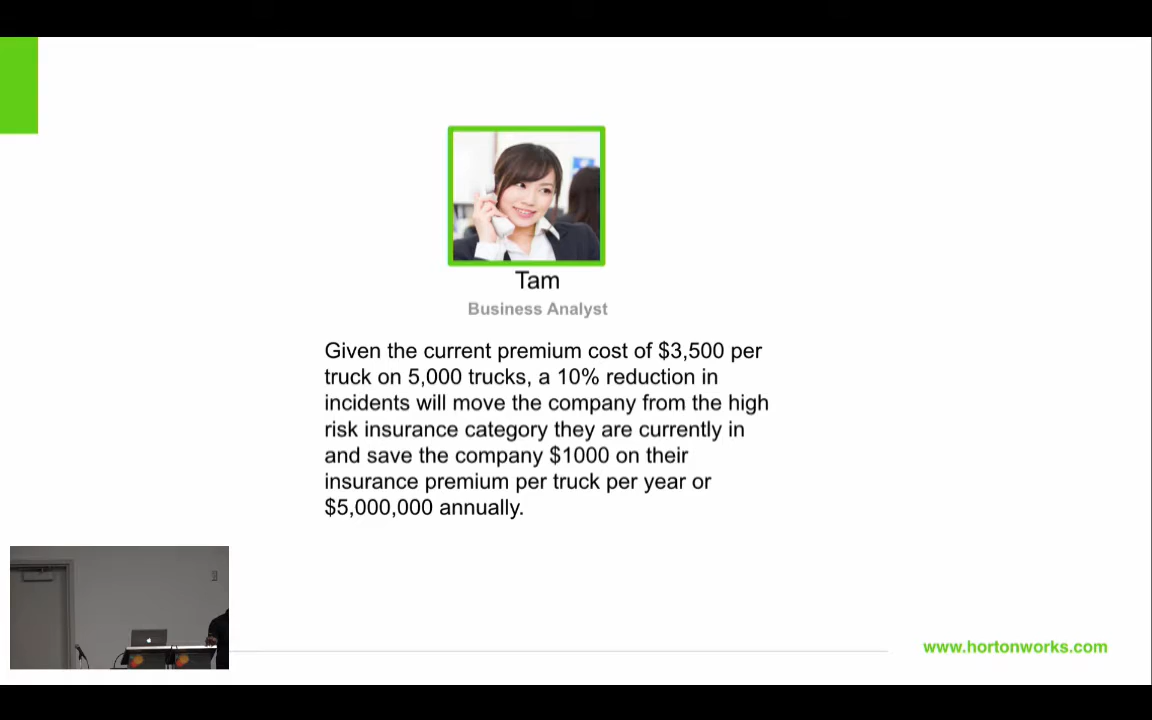 Tam
Business Analyst
Given the current premium cost of $3,500 per
truck on 5,000 trucks, a 10% reduction in
incidents will move the company from the high
risk insurance category they are currently in
and save the company $1000 on their
insurance premium per truck per year or
$5,000,000 annually.
www.hortonworks.com